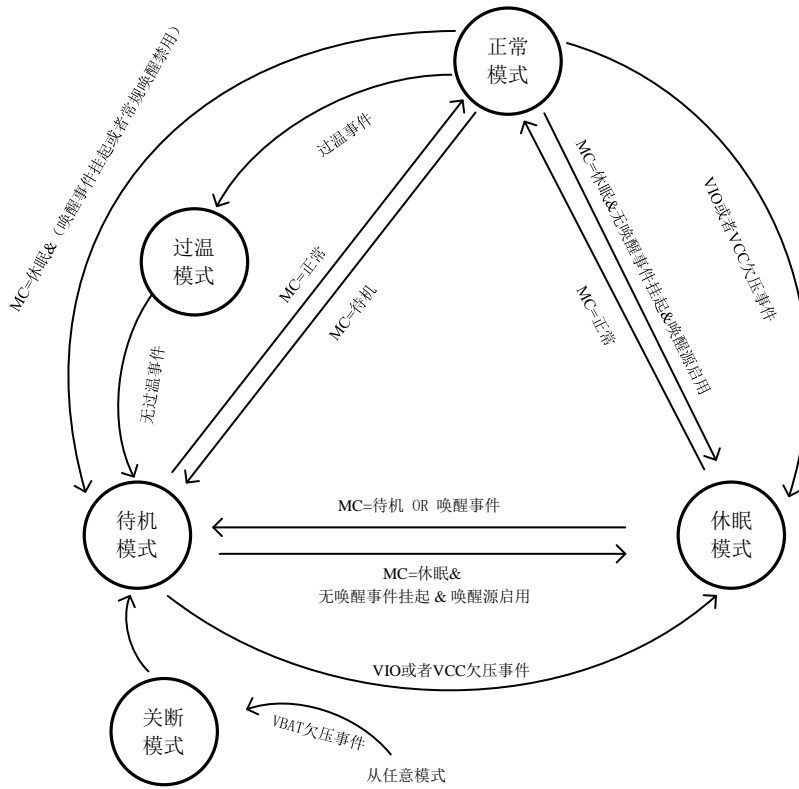 正常
模式
MC=休眠&（唤醒事件挂起或者常规唤醒禁用）
过温事件
过温
模式
MC=正常
MC=待机
MC=休眠&无唤醒事件挂起&唤醒源启用
MC=正常
VIO或者VCC欠压事件
无过温事件
待机
模式
MC=待机 OR 唤醒事件
MC=休眠&
无唤醒事件挂起 & 唤醒源启用
休眠
模式
VIO或者VCC欠压事件
关断
模式
VBAT欠压事件
从任意模式